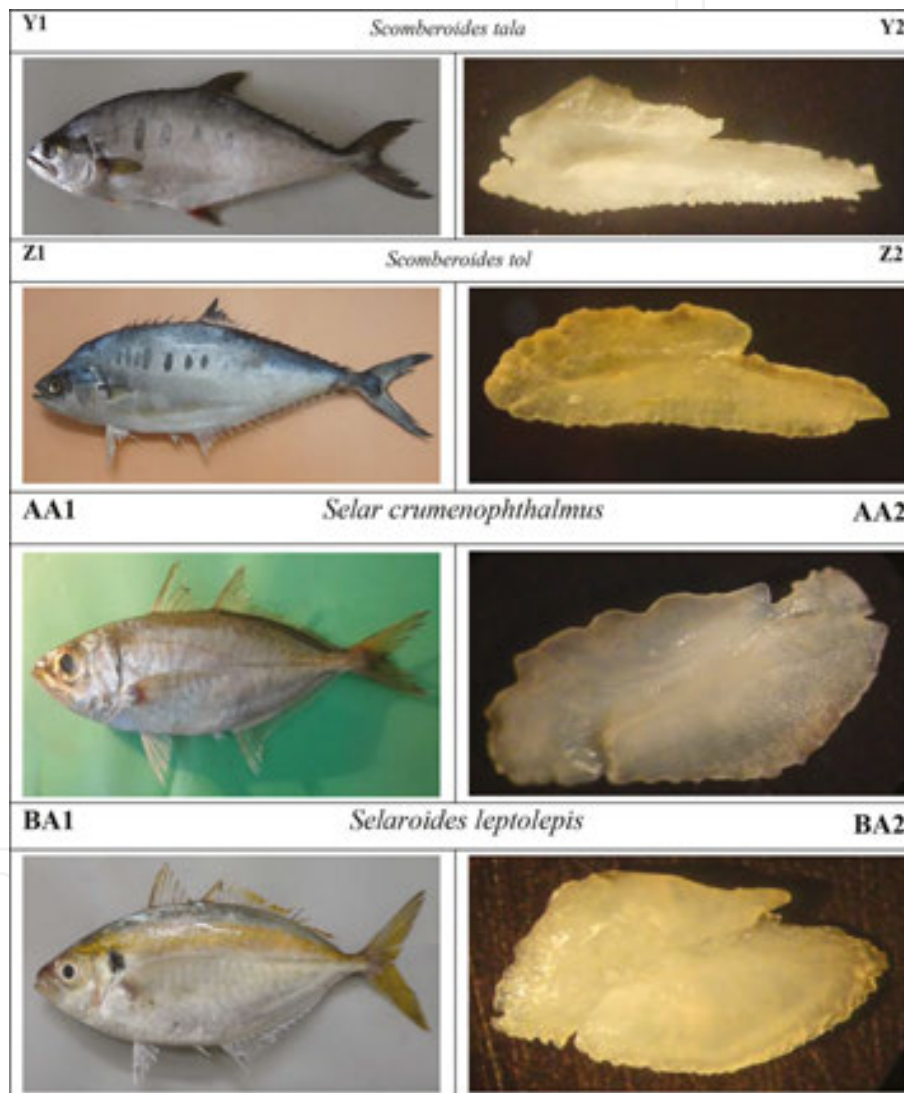 Y1 Scomberoides tala Y2
Z1 Scomberoides tol Z2
AA1 Selar crumenophthalmus AA2
BA1 Selaroides leptolepis BA2